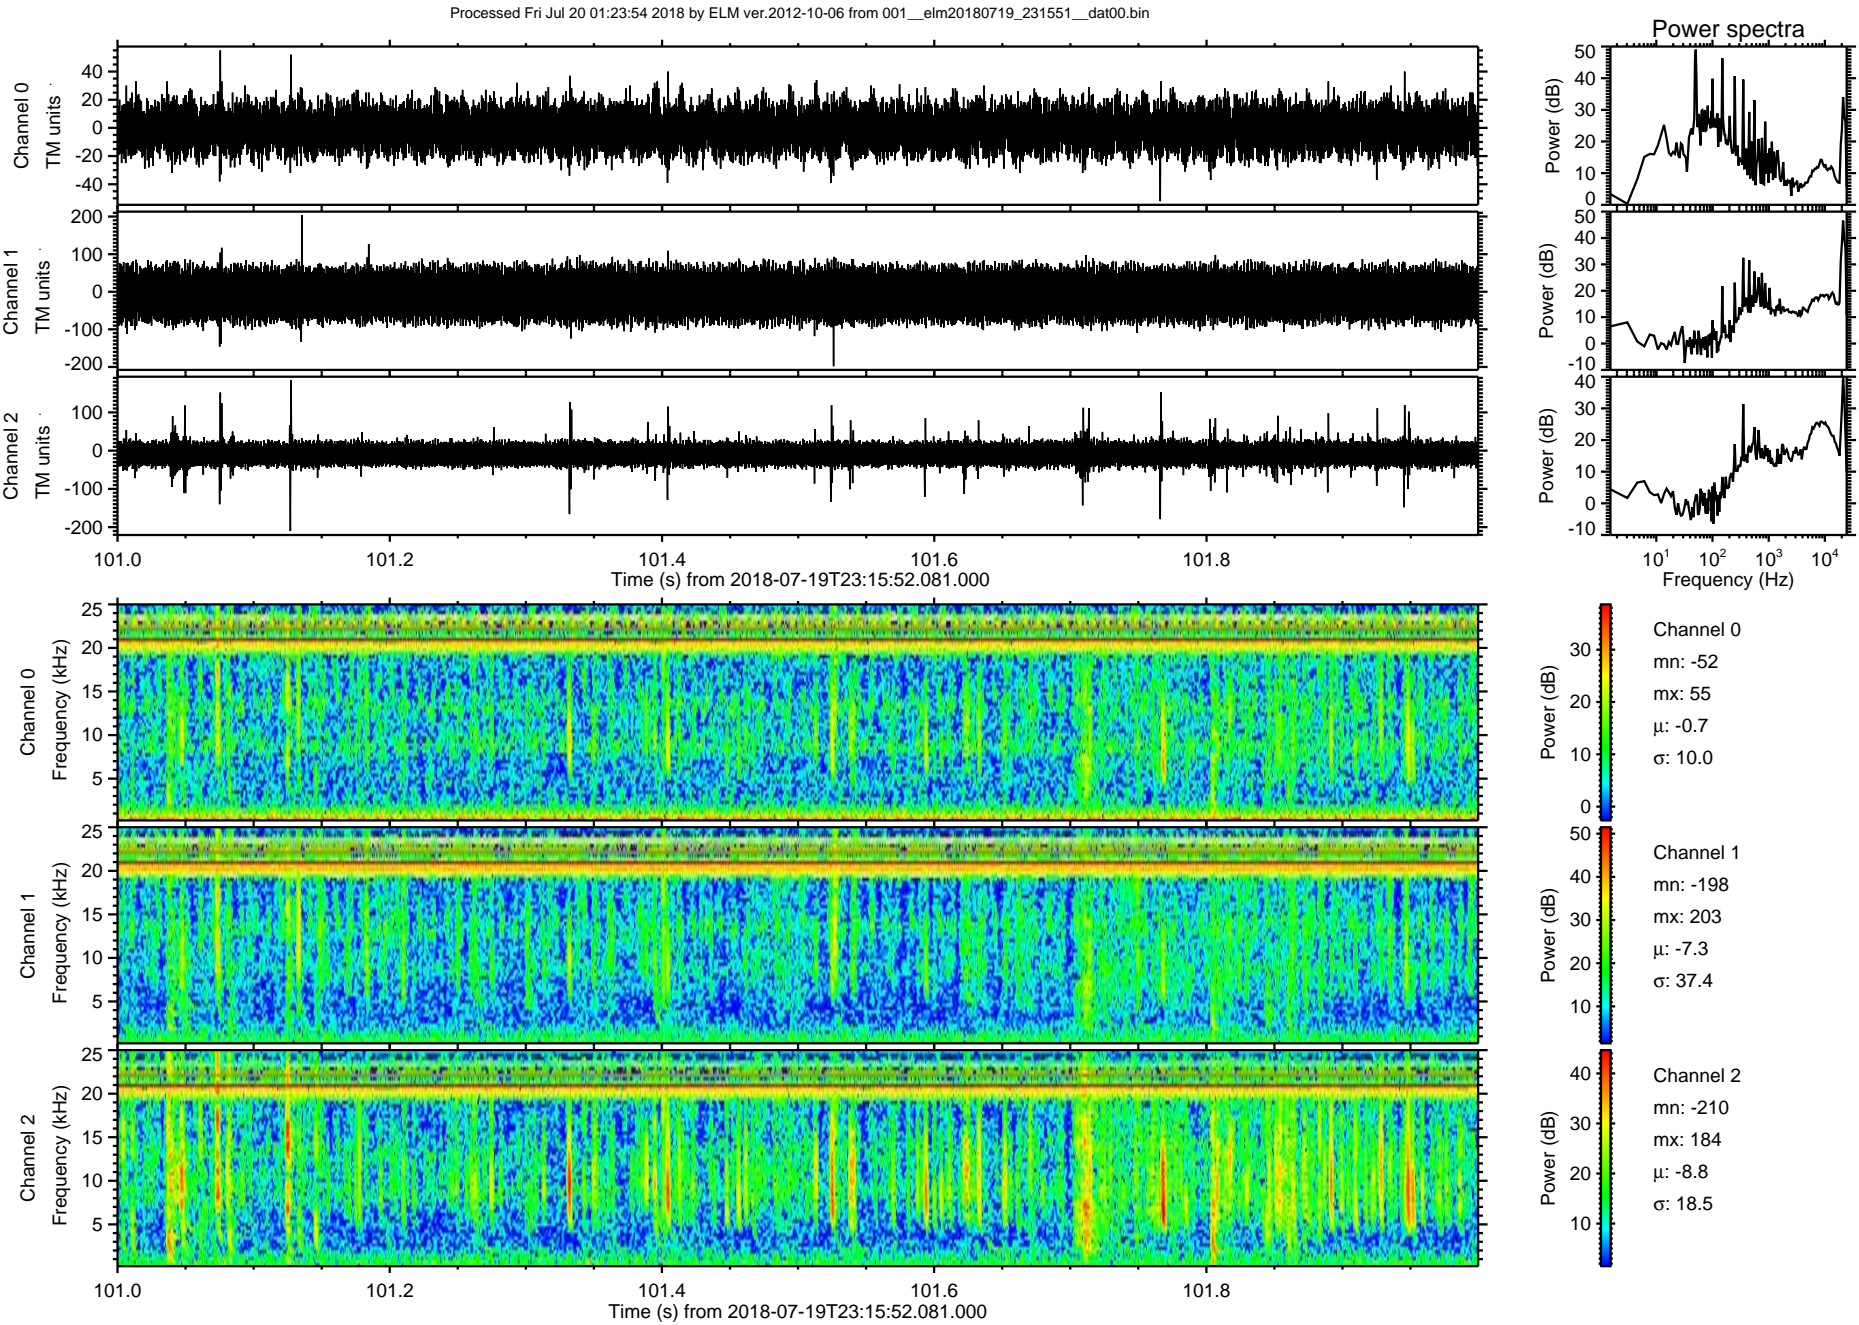 Processed Fri Jul 20 01:23:54 2018 by ELM ver.2012-10-06 from 001__elm20180719_231551__dat00.bin
Power spectra
Channel 0
TM units
40
20
0
-20
-40
Power (dB)
50
40
30
20
10
0
Channel 1
TM units
200
100
0
-100
-200
Power (dB)
50
40
30
20
10
0
-10
Channel 2
TM units
100
0
-100
-200
Power (dB)
40
30
20
10
0
-10
101.0 101.2 101.4 101.6 101.8
Time (s) from 2018-07-19T23:15:52.081.000
10^1 10^2 10^3 10^4
Frequency (Hz)
Channel 0
Frequency (kHz)
25
20
15
10
5
Power (dB)
30
20
10
0
Channel 0
mn: -52
mx: 55
μ: -0.7
σ: 10.0
Channel 1
Frequency (kHz)
25
20
15
10
5
Power (dB)
50
40
30
20
10
Channel 1
mn: -198
mx: 203
μ: -7.3
σ: 37.4
Channel 2
Frequency (kHz)
25
20
15
10
5
Power (dB)
40
30
20
10
Channel 2
mn: -210
mx: 184
μ: -8.8
σ: 18.5
101.0 101.2 101.4 101.6 101.8
Time (s) from 2018-07-19T23:15:52.081.000